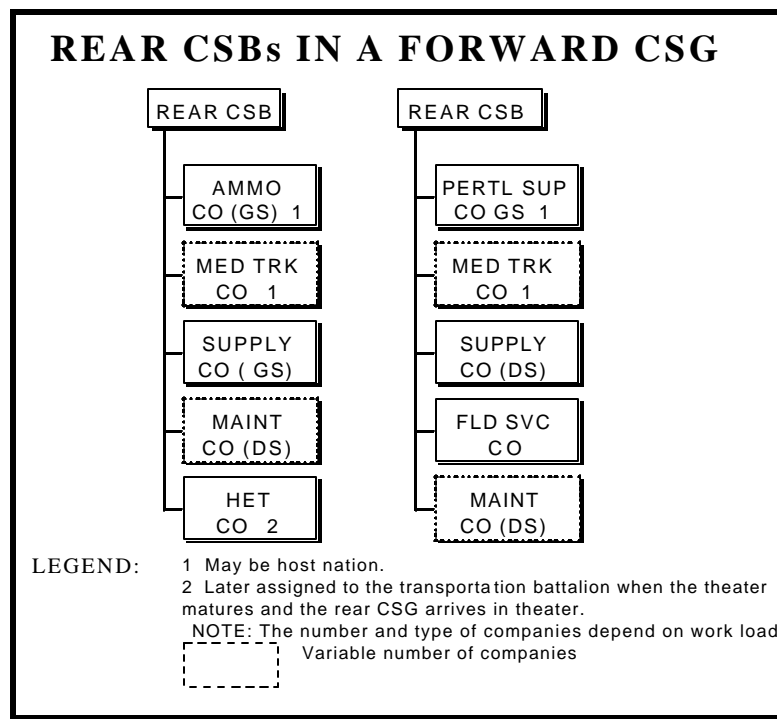 REAR CSBs IN A FORWARD CSG
REAR CSB
AMMO
CO (GS) 1
MED TRK
CO 1
SUPPLY
CO ( GS)
MAINT
CO (DS)
HET
CO 2
REAR CSB
PERTL SUP
CO GS 1
MED TRK
CO 1
SUPPLY
CO (DS)
FLD SVC
CO
MAINT
CO (DS)
LEGEND:
1 May be host nation.
2 Later assigned to the transportation battalion when the theater
matures and the rear CSG arrives in theater.
NOTE: The number and type of companies depend on work load
Variable number of companies